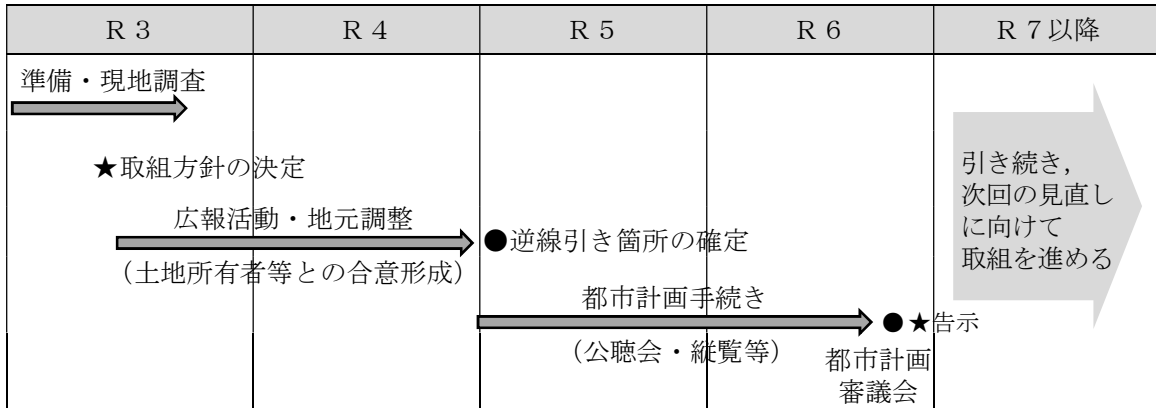 Ｒ３
Ｒ４
Ｒ５
Ｒ６
Ｒ７以降
準備・現地調査
★取組方針の決定
広報活動・地元調整
（土地所有者等との合意形成）
●逆線引き箇所の確定
都市計画手続き
（公聴会・縦覧等）
●★告示
都市計画
審議会
引き続き，
次回の見直し
に向けて
取組を進める